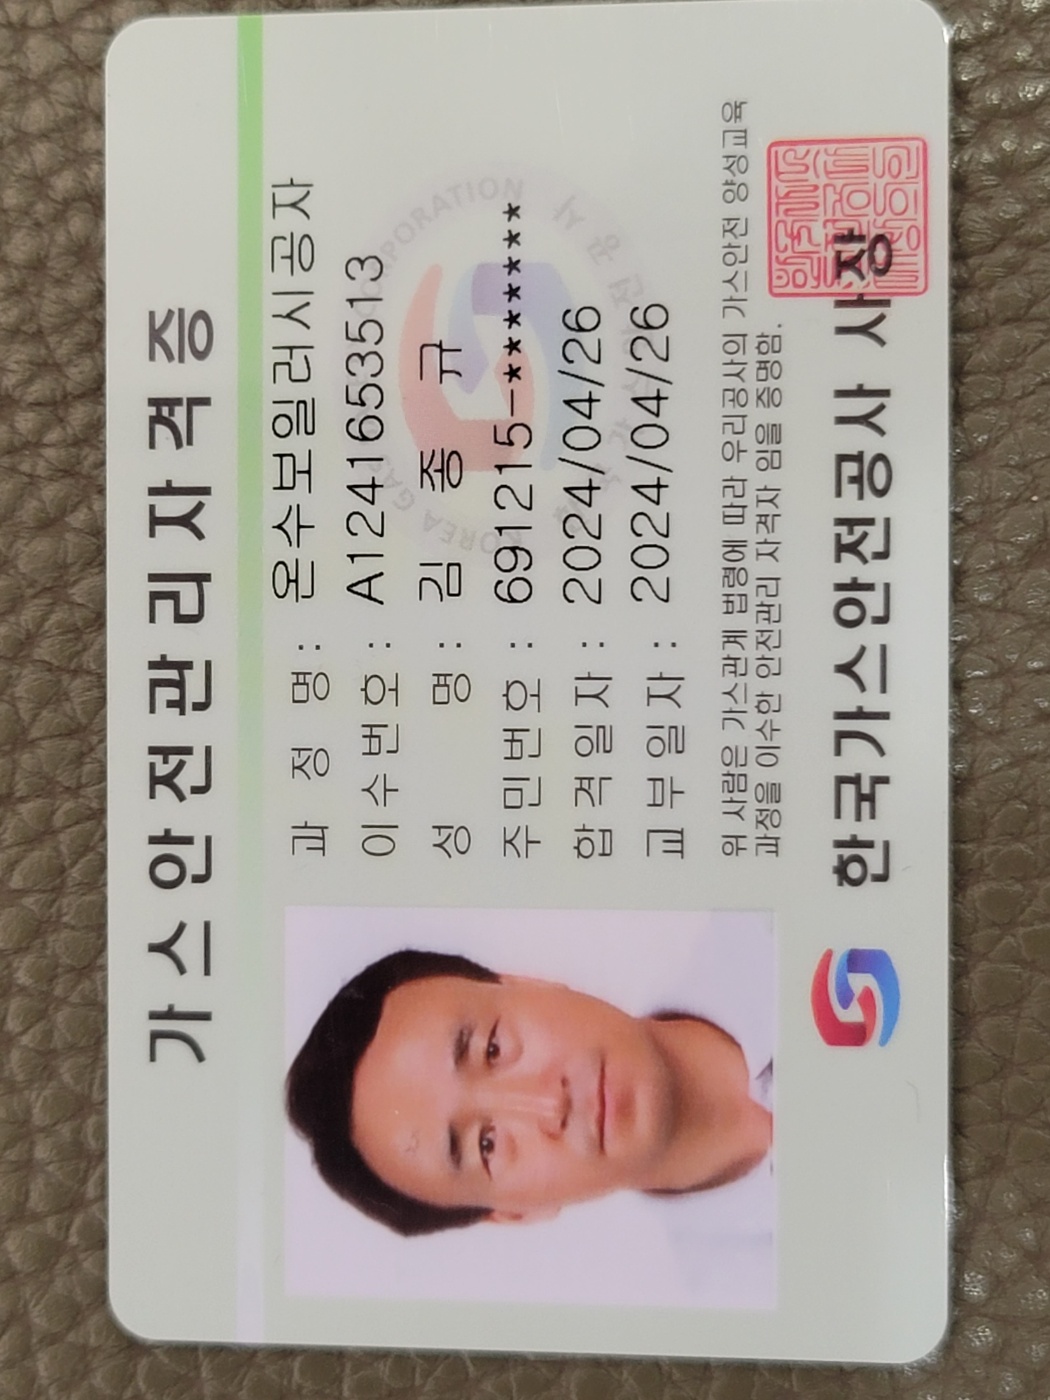 가스안전관리자격증
과 정 명 : 온수보일러시공자
이수번호 : A1241653513
성 명 : 김 종 규
주민번호 : 691215-*******
합격일자 : 2024/04/26
교부일자 : 2024/04/26
위 사람은 가스관계 법령에 따라 우리공사의 가스안전 양성교육
과정을 이수한 안전관리 자격자 임을 증명함.
한국가스안전공사 사장
KOREA GAS CORPORATION